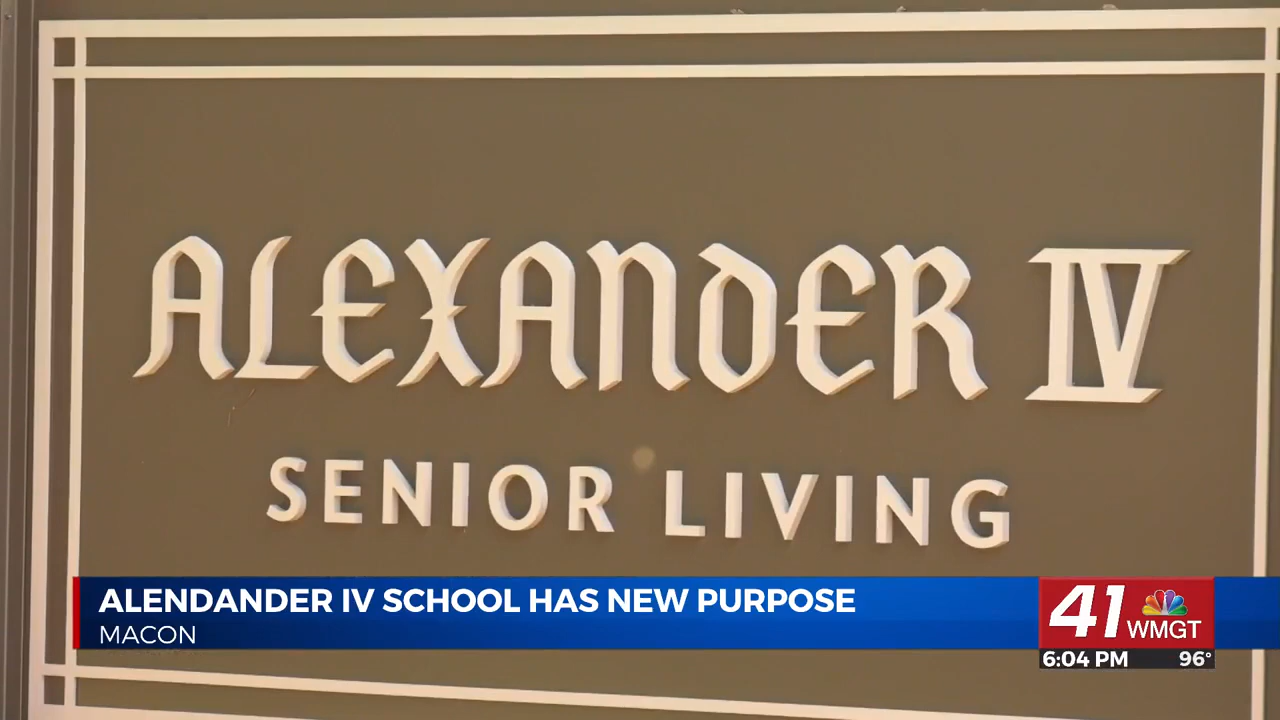 ALEXANDER IV
SENIOR LIVING
ALENDANDER IV SCHOOL HAS NEW PURPOSE
MACON
41 WMGT
6:04 PM 96°